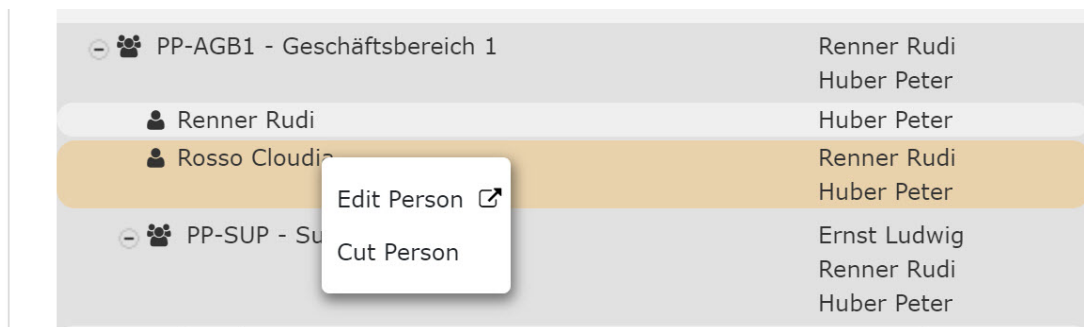 PP-AGB1 - Geschäftsbereich 1 Renner Rudi
Huber Peter
Renner Rudi Huber Peter
Rosso Cloudia Renner Rudi
Huber Peter
Edit Person
Cut Person
PP-SUP - Su Ernst Ludwig
Renner Rudi
Huber Peter